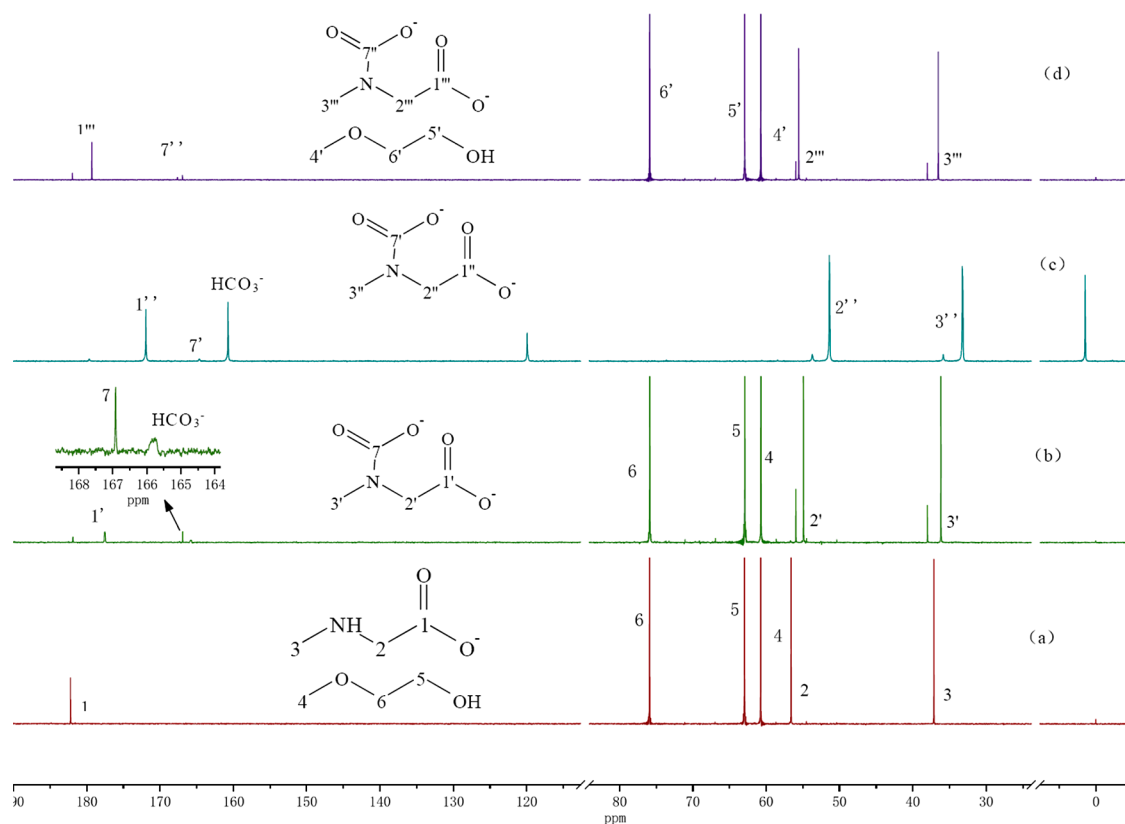 O O⁻ O
7"
N 1'''
3''' 2''' O⁻
O 5'
4' 6' OH
1'''
7''
6'
5'
4'
2'''
3'''
(d)
O O⁻ O
7'
N 1"
3" 2" O⁻
1''
7'
HCO₃⁻
2''
3''
(c)
7
HCO₃⁻
168 167 166 165 164
ppm
1'
O O⁻ O
7
N 1'
3' 2' O⁻
6
5
4
2'
3'
(b)
O
NH 1
3 2 O⁻
O 5
4 6 OH
1
6
5
4
2
3
(a)
90 180 170 160 150 140 130 120 80 70 60 50 40 30 0
ppm